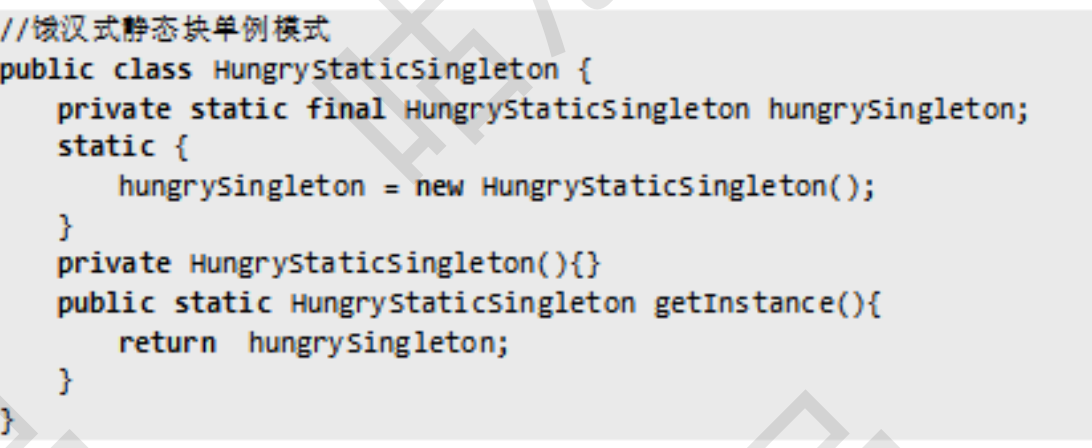 //饿汉式静态块单例模式
public class HungryStaticSingleton {
    private static final HungryStaticSingleton hungrySingleton;
    static {
        hungrySingleton = new HungryStaticSingleton();
    }
    private HungryStaticSingleton(){}
    public static HungryStaticSingleton getInstance(){
        return  hungrySingleton;
    }
}